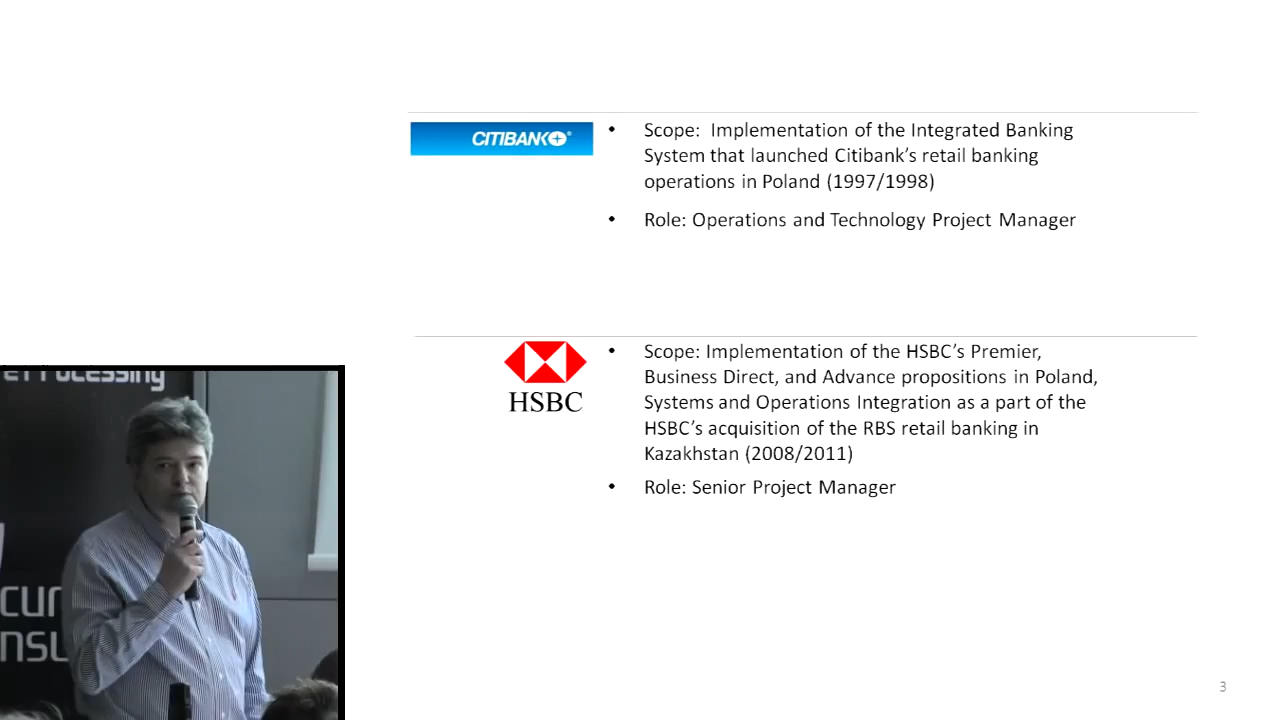 CITIBANK
• Scope: Implementation of the Integrated Banking
System that launched Citibank’s retail banking
operations in Poland (1997/1998)
• Role: Operations and Technology Project Manager
HSBC
• Scope: Implementation of the HSBC’s Premier,
Business Direct, and Advance propositions in Poland,
Systems and Operations Integration as a part of the
HSBC’s acquisition of the RBS retail banking in
Kazakhstan (2008/2011)
• Role: Senior Project Manager
3